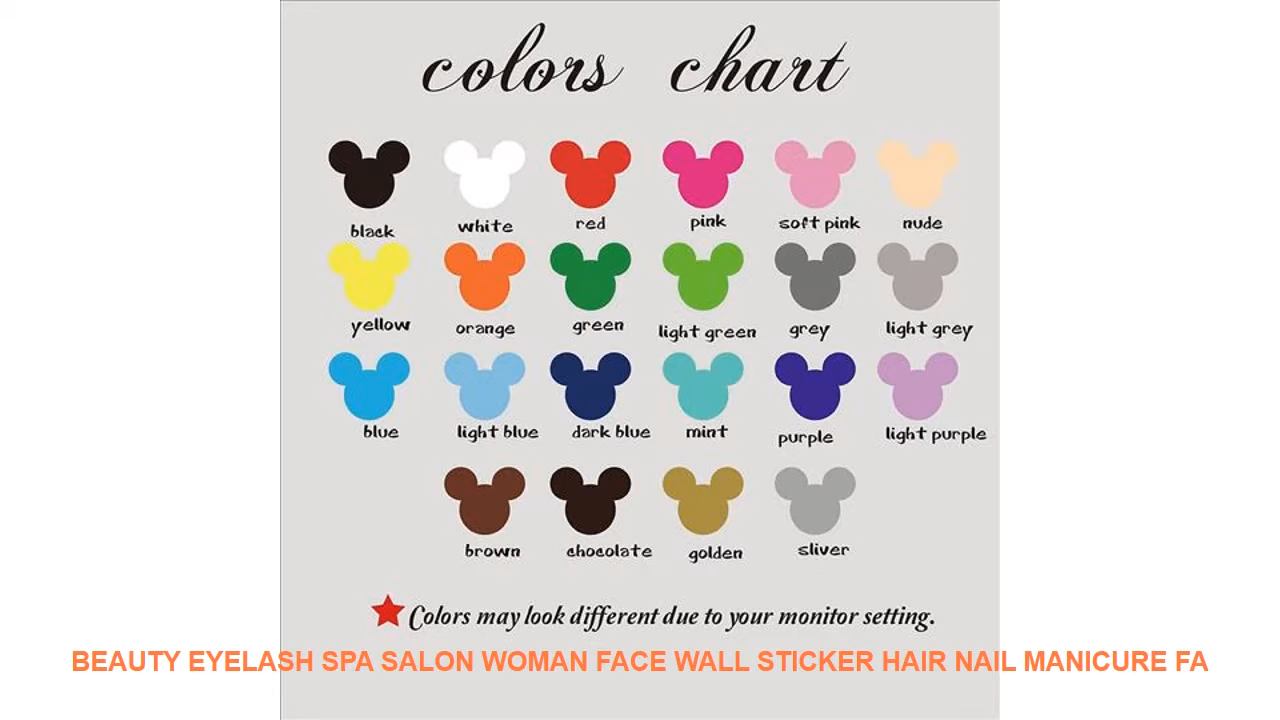 colors chart
black white red pink soft pink nude
yellow orange green light green grey light grey
blue light blue dark blue mint purple light purple
brown chocolate golden sliver
Colors may look different due to your monitor setting.
BEAUTY EYELASH SPA SALON WOMAN FACE WALL STICKER HAIR NAIL MANICURE FA